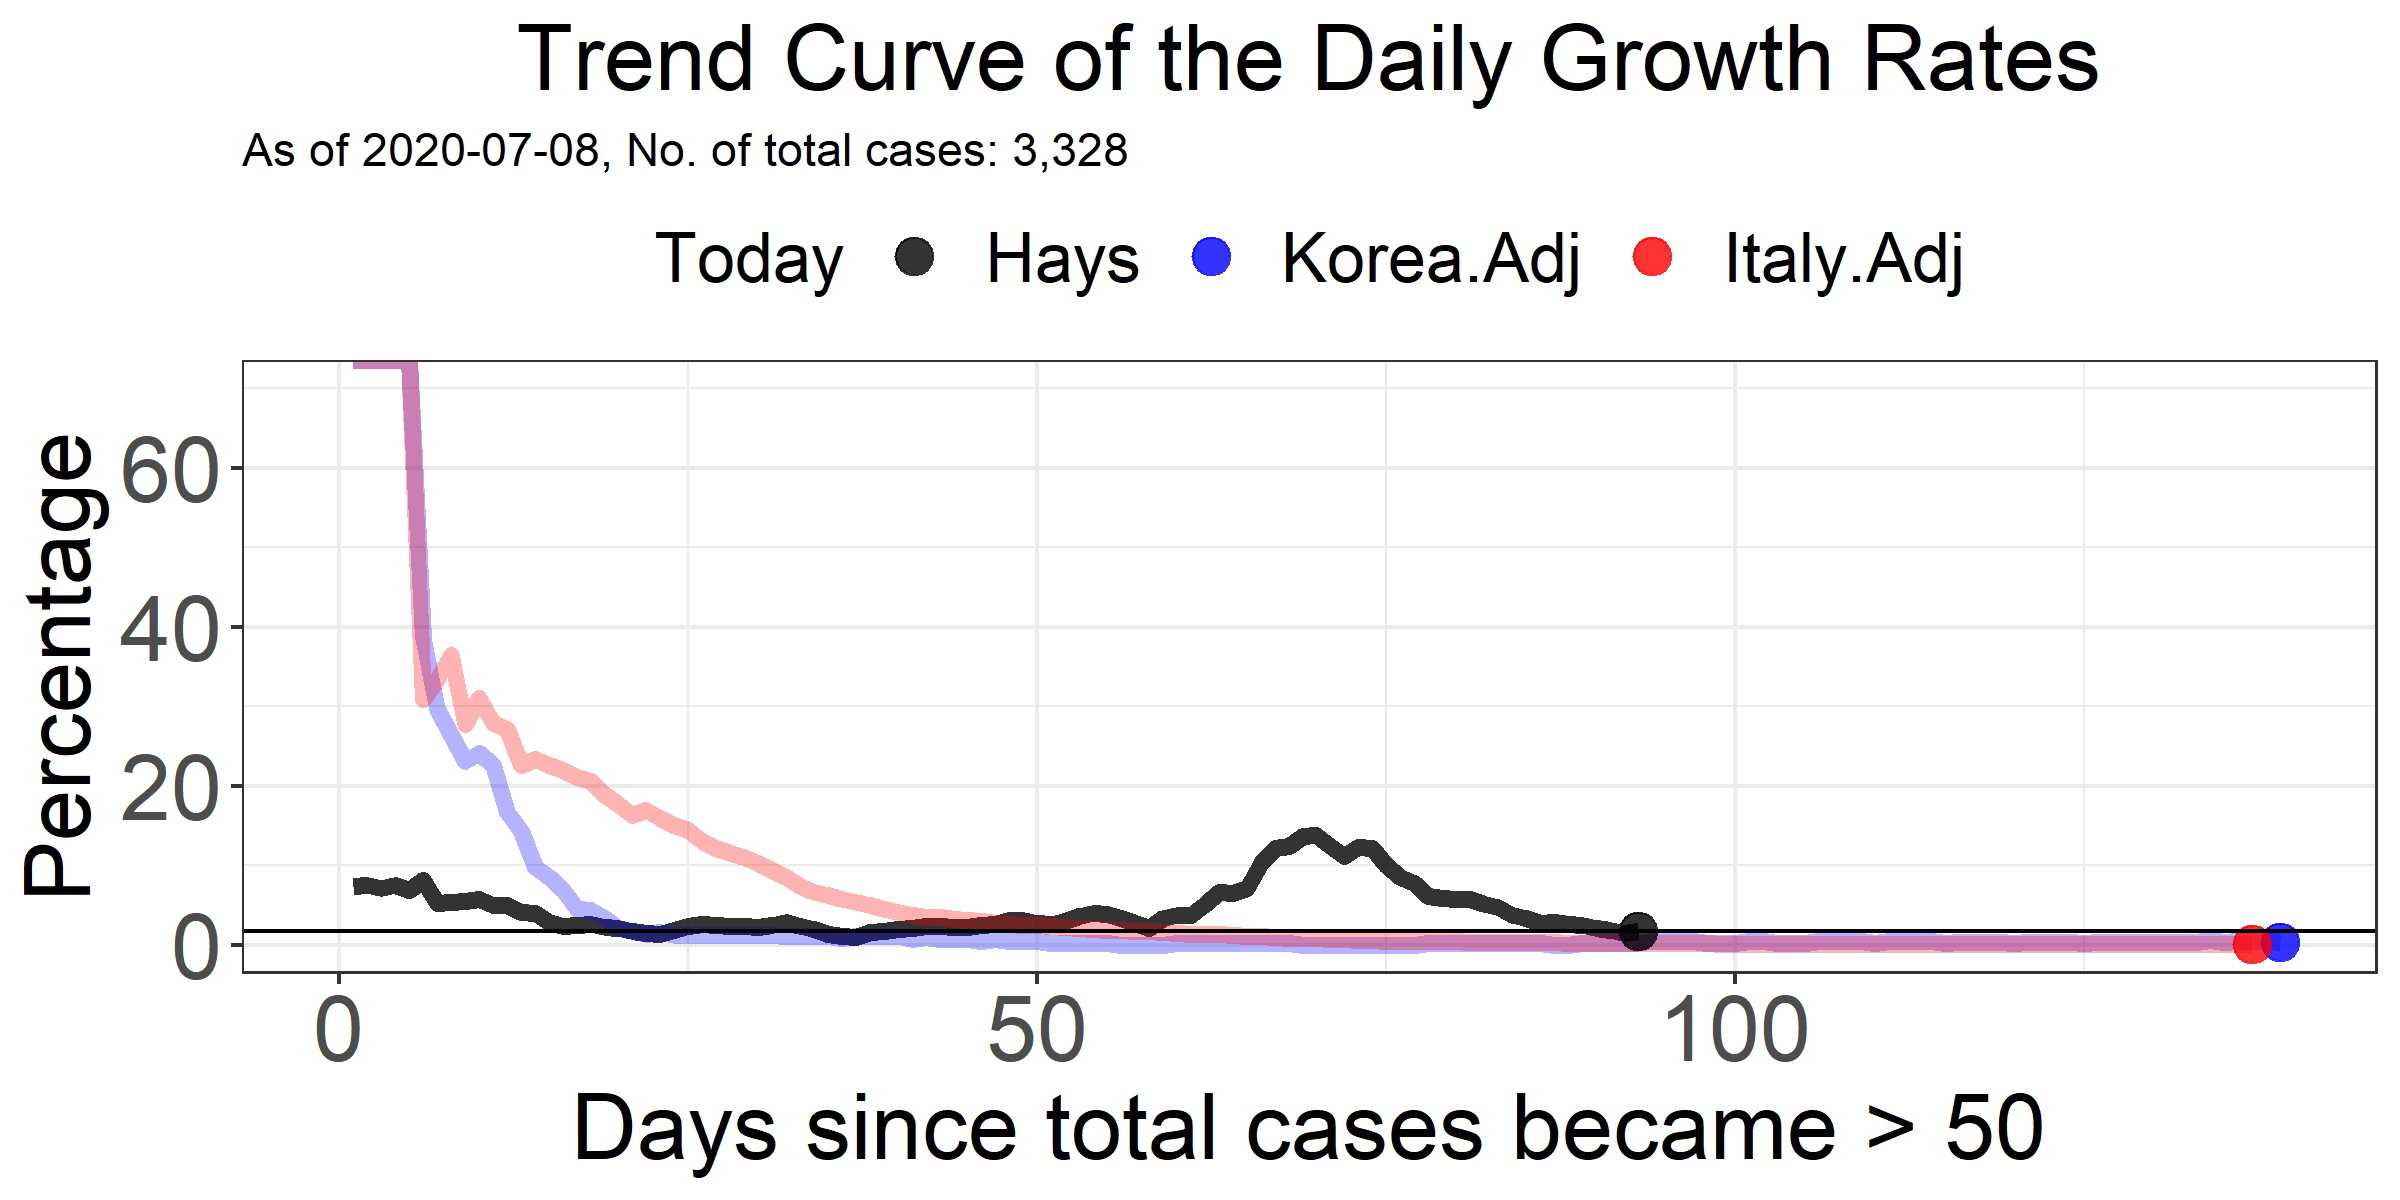 Trend Curve of the Daily Growth Rates
As of 2020-07-08, No. of total cases: 3,328
Today Hays Korea.Adj Italy.Adj
Percentage
60
40
20
0
0 50 100
Days since total cases became > 50